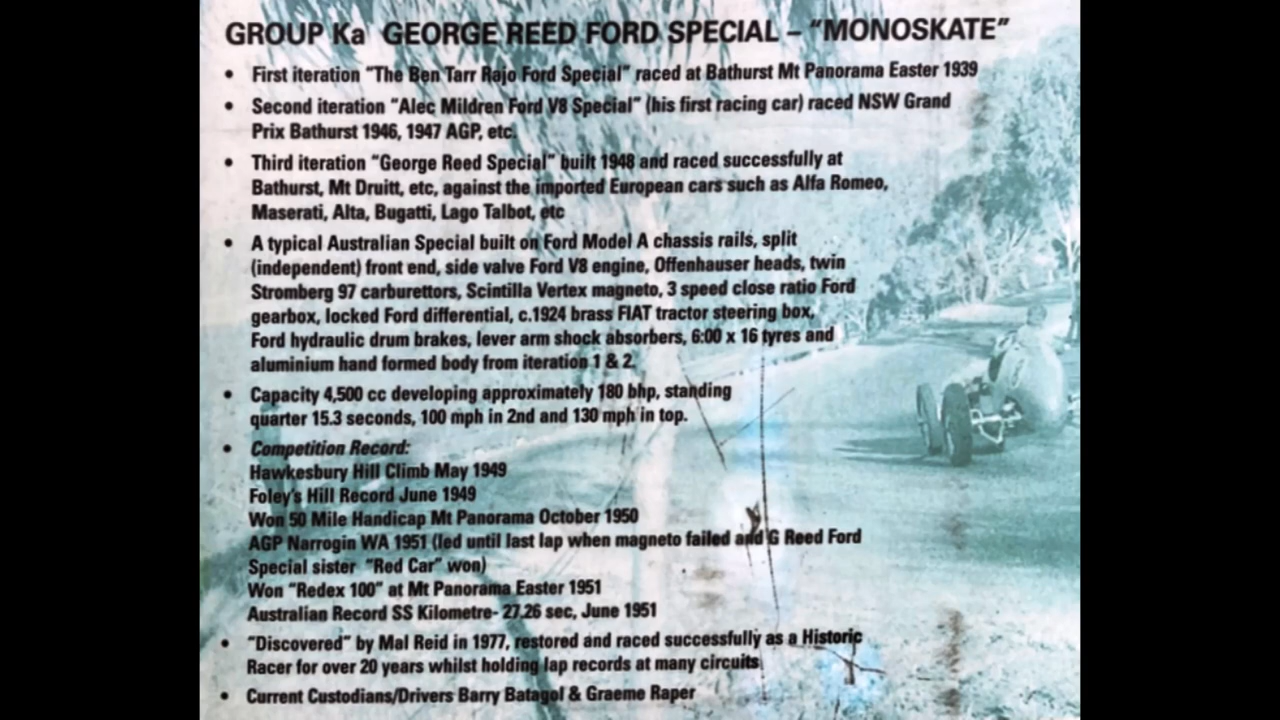 GROUP Ka GEORGE REED FORD SPECIAL – “MONOSKATE”
• First iteration “The Ben Tarr Rajo Ford Special” raced at Bathurst Mt Panorama Easter 1939
• Second iteration “Alec Mildren Ford V8 Special” (his first racing car) raced NSW Grand
Prix Bathurst 1946, 1947 AGP, etc.
• Third iteration “George Reed Special” built 1948 and raced successfully at
Bathurst, Mt Druitt, etc, against the imported European cars such as Alfa Romeo,
Maserati, Alta, Bugatti, Lago Talbot, etc
• A typical Australian Special built on Ford Model A chassis rails, split
(independent) front end, side valve Ford V8 engine, Offenhauser heads, twin
Stromberg 97 carburettors, Scintilla Vertex magneto, 3 speed close ratio Ford
gearbox, locked Ford differential, c.1924 brass FIAT tractor steering box,
Ford hydraulic drum brakes, lever arm shock absorbers, 6:00 x 16 tyres and
aluminium hand formed body from iteration 1 & 2.
• Capacity 4,500 cc developing approximately 180 bhp, standing
quarter 15.3 seconds, 100 mph in 2nd and 130 mph in top.
• Competition Record:
Hawkesbury Hill Climb May 1949
Foley's Hill Record June 1949
Won 50 Mile Handicap Mt Panorama October 1950
AGP Narrogin WA 1951 (led until last lap when magneto failed and G Reed Ford
Special sister “Red Car” won)
Won “Redex 100” at Mt Panorama Easter 1951
Australian Record SS Kilometre- 27.26 sec, June 1951
• “Discovered” by Mal Reid in 1977, restored and raced successfully as a Historic
Racer for over 20 years whilst holding lap records at many circuits
• Current Custodians/Drivers Barry Batagol & Graeme Raper